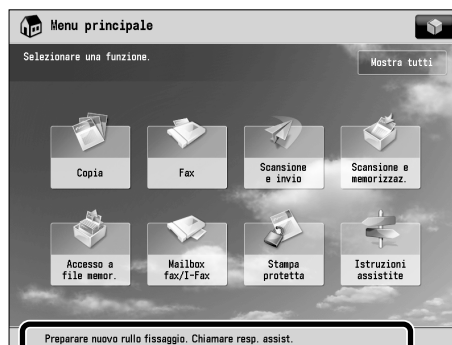 Menu principale
Selezionare una funzione.
Mostra tutti
Copia
Fax
Scansione
e invio
Scansione e
memorizzaz.
Accesso a
file memor.
Mailbox
fax/I-Fax
Stampa
protetta
Istruzioni
assistite
Preparare nuovo rullo fissaggio. Chiamare resp. assist.